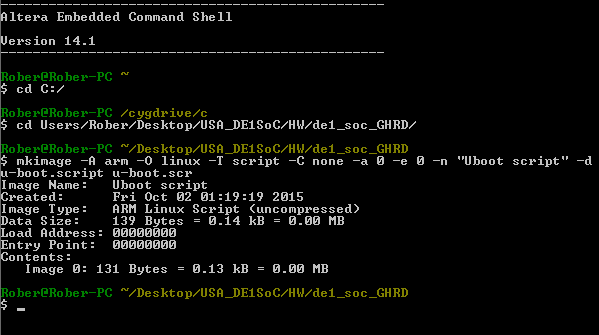 ------------------------------------------------
Altera Embedded Command Shell
Version 14.1
------------------------------------------------
Rober@Rober-PC ~
$ cd C:/
Rober@Rober-PC /cygdrive/c
$ cd Users/Rober/Desktop/USA_DE1SoC/HW/de1_soc_GHRD/
Rober@Rober-PC ~/Desktop/USA_DE1SoC/HW/de1_soc_GHRD
$ mkimage -A arm -O linux -T script -C none -a 0 -e 0 -n "Uboot script" -d
u-boot.script u-boot.scr
Image Name:   Uboot script
Created:      Fri Oct 02 01:19:19 2015
Image Type:   ARM Linux Script (uncompressed)
Data Size:    139 Bytes = 0.14 kB = 0.00 MB
Load Address: 00000000
Entry Point:  00000000
Contents:
   Image 0: 131 Bytes = 0.13 kB = 0.00 MB
Rober@Rober-PC ~/Desktop/USA_DE1SoC/HW/de1_soc_GHRD
$ _